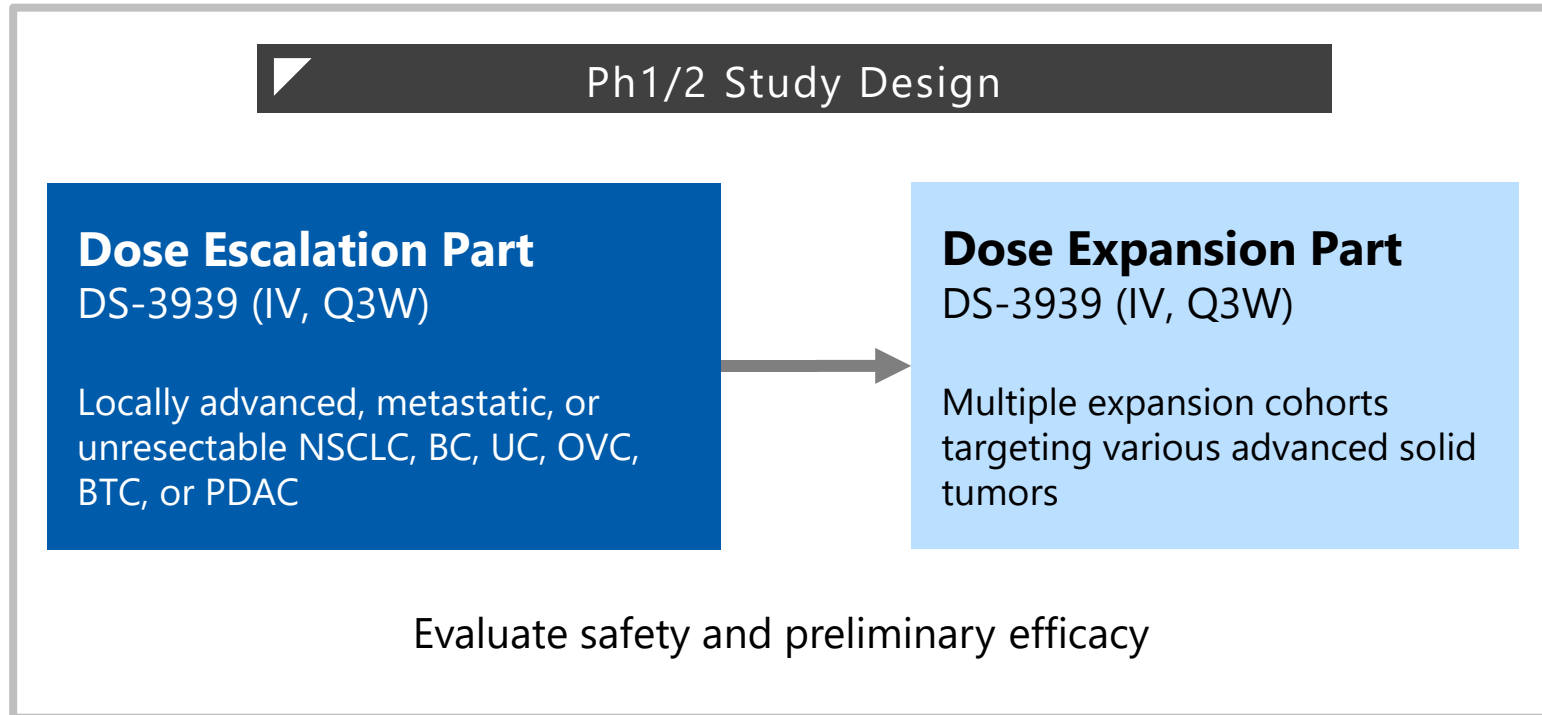 Ph1/2 Study Design
Dose Escalation Part
DS-3939 (IV, Q3W)
Locally advanced, metastatic, or
unresectable NSCLC, BC, UC, OVC,
BTC, or PDAC
Dose Expansion Part
DS-3939 (IV, Q3W)
Multiple expansion cohorts
targeting various advanced solid
tumors
Evaluate safety and preliminary efficacy